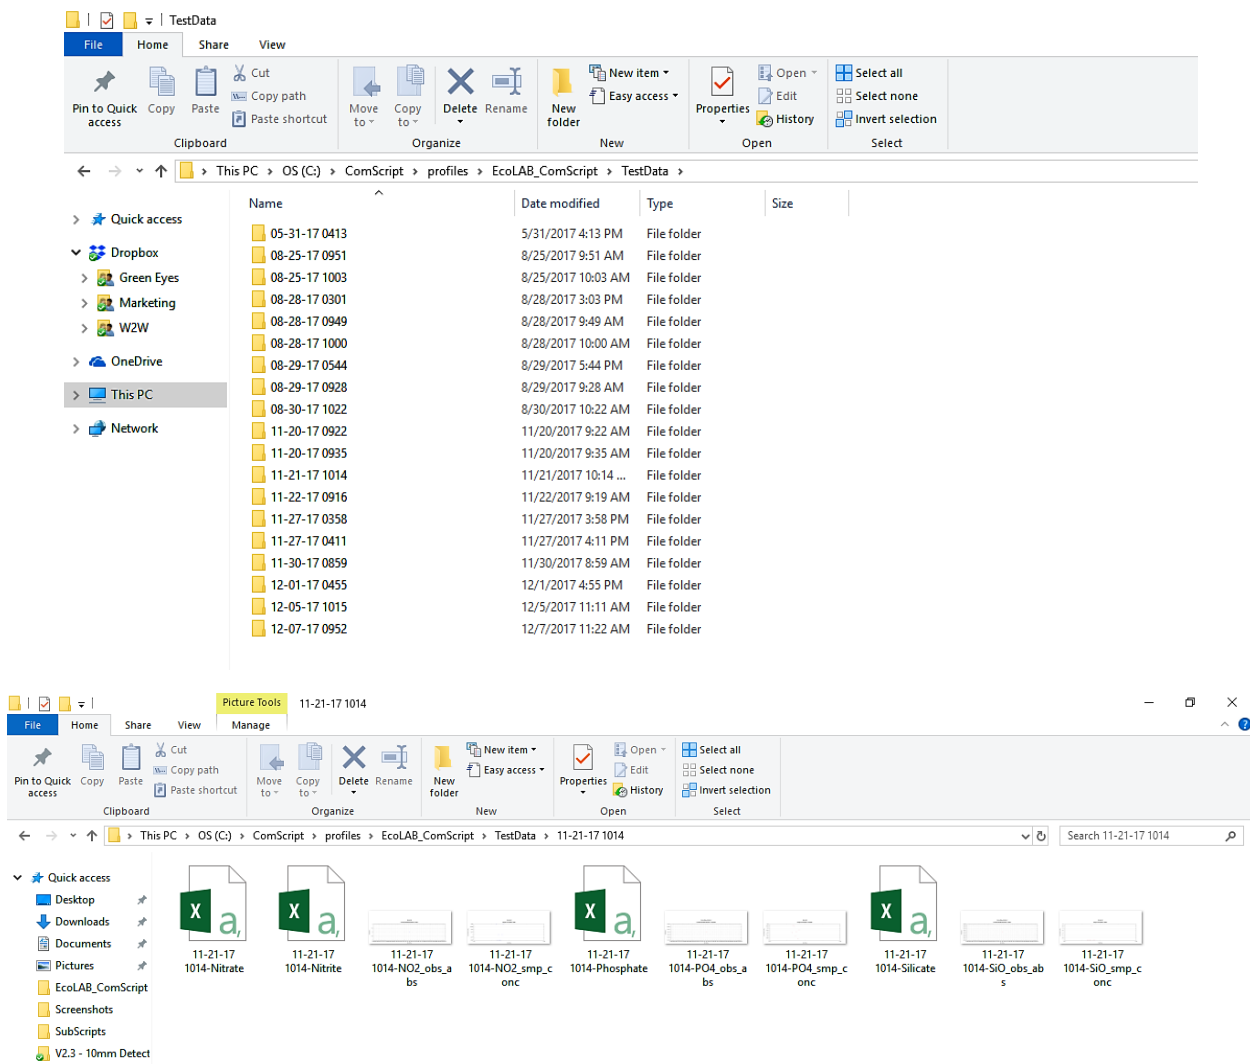 TestData
File Home Share View
Pin to Quick access
Copy
Paste
Cut
Copy path
Paste shortcut
Move to
Copy to
Delete
Rename
New folder
New item
Easy access
Properties
Open
Edit
History
Select all
Select none
Invert selection
Clipboard Organize New Open Select
This PC > OS (C:) > ComScript > profiles > EcoLAB_ComScript > TestData >
Quick access
Dropbox
Green Eyes
Marketing
W2W
OneDrive
This PC
Network
Name Date modified Type Size
05-31-17 0413 5/31/2017 4:13 PM File folder
08-25-17 0951 8/25/2017 9:51 AM File folder
08-25-17 1003 8/25/2017 10:03 AM File folder
08-28-17 0301 8/28/2017 3:03 PM File folder
08-28-17 0949 8/28/2017 9:49 AM File folder
08-28-17 1000 8/28/2017 10:00 AM File folder
08-29-17 0544 8/29/2017 5:44 PM File folder
08-29-17 0928 8/29/2017 9:28 AM File folder
08-30-17 1022 8/30/2017 10:22 AM File folder
11-20-17 0922 11/20/2017 9:22 AM File folder
11-20-17 0935 11/20/2017 9:35 AM File folder
11-21-17 1014 11/21/2017 10:14 ... File folder
11-22-17 0916 11/22/2017 9:19 AM File folder
11-27-17 0358 11/27/2017 3:58 PM File folder
11-27-17 0411 11/27/2017 4:11 PM File folder
11-30-17 0859 11/30/2017 8:59 AM File folder
12-01-17 0455 12/1/2017 4:55 PM File folder
12-05-17 1015 12/5/2017 11:11 AM File folder
12-07-17 0952 12/7/2017 11:22 AM File folder
Picture Tools 11-21-17 1014
File Home Share View Manage
Pin to Quick access
Copy
Paste
Cut
Copy path
Paste shortcut
Move to
Copy to
Delete
Rename
New folder
New item
Easy access
Properties
Open
Edit
History
Select all
Select none
Invert selection
Clipboard Organize New Open Select
This PC > OS (C:) > ComScript > profiles > EcoLAB_ComScript > TestData > 11-21-17 1014
Search 11-21-17 1014
Quick access
Desktop
Downloads
Documents
Pictures
EcoLAB_ComScript
Screenshots
SubScripts
V2.3 - 10mm Detect
11-21-17
1014-Nitrate
11-21-17
1014-Nitrite
11-21-17
1014-NO2_obs_a
bs
11-21-17
1014-NO2_smp_c
onc
11-21-17
1014-Phosphate
11-21-17
1014-PO4_obs_a
bs
11-21-17
1014-PO4_smp_c
onc
11-21-17
1014-Silicate
11-21-17
1014-SiO_obs_ab
s
11-21-17
1014-SiO_smp_c
onc